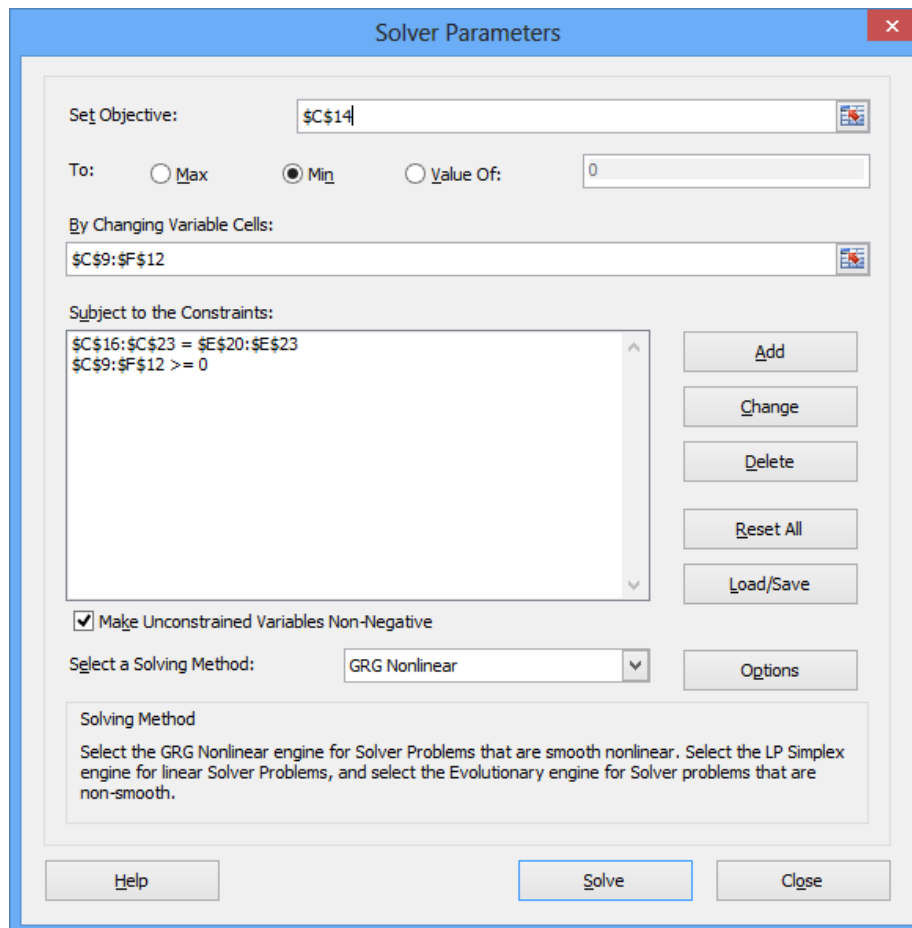 Solver Parameters
Set Objective:
$C$14
To:
Max
Min
Value Of:
0
By Changing Variable Cells:
$C$9:$F$12
Subject to the Constraints:
$C$16:$C$23 = $E$20:$E$23
$C$9:$F$12 >= 0
Add
Change
Delete
Reset All
Load/Save
Make Unconstrained Variables Non-Negative
Select a Solving Method:
GRG Nonlinear
Options
Solving Method
Select the GRG Nonlinear engine for Solver Problems that are smooth nonlinear. Select the LP Simplex
engine for linear Solver Problems, and select the Evolutionary engine for Solver problems that are
non-smooth.
Help
Solve
Close